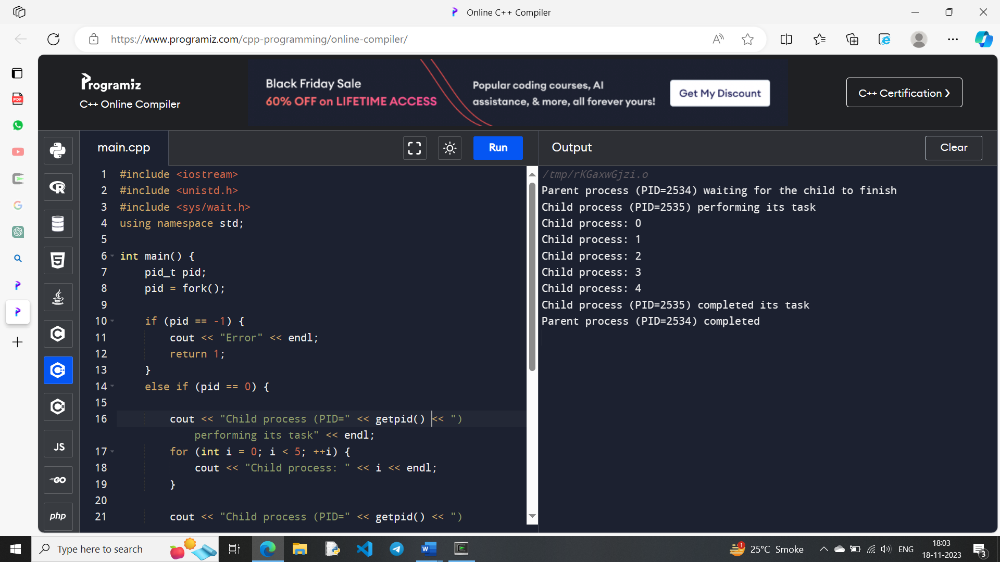 Online C++ Compiler
https://www.programiz.com/cpp-programming/online-compiler/
Programiz
C++ Online Compiler
Black Friday Sale
60% OFF on LIFETIME ACCESS
Popular coding courses, AI
assistance, & more, all forever yours!
Get My Discount
C++ Certification ❯
main.cpp
Run
Output
Clear
1 #include <iostream>
2 #include <unistd.h>
3 #include <sys/wait.h>
4 using namespace std;
5
6 int main() {
7 pid_t pid;
8 pid = fork();
9
10 if (pid == -1) {
11 cout << "Error" << endl;
12 return 1;
13 }
14 else if (pid == 0) {
15
16 cout << "Child process (PID=" << getpid() << ")
performing its task" << endl;
17 for (int i = 0; i < 5; ++i) {
18 cout << "Child process: " << i << endl;
19 }
20
21 cout << "Child process (PID=" << getpid() << ")
/tmp/rKGaxwGjzi.o
Parent process (PID=2534) waiting for the child to finish
Child process (PID=2535) performing its task
Child process: 0
Child process: 1
Child process: 2
Child process: 3
Child process: 4
Child process (PID=2535) completed its task
Parent process (PID=2534) completed
PDF
R
5
C
C++
C#
JS
GO
php
Type here to search
1
25°C Smoke
ENG
18:03
18-11-2023
3